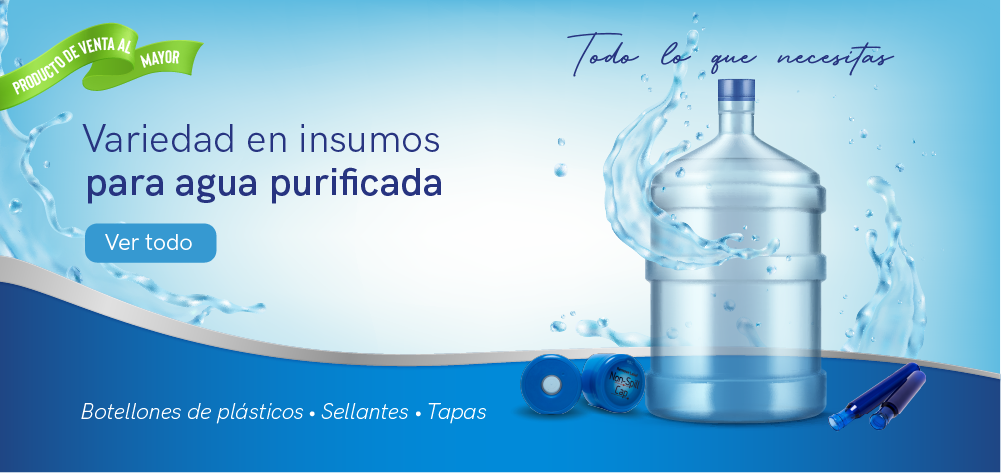 PRODUCTO DE VENTA AL MAYOR
Todo lo que necesitas
Variedad en insumos
para agua purificada
Ver todo
Non-Spill
Cap
Botellones de plásticos • Sellantes • Tapas